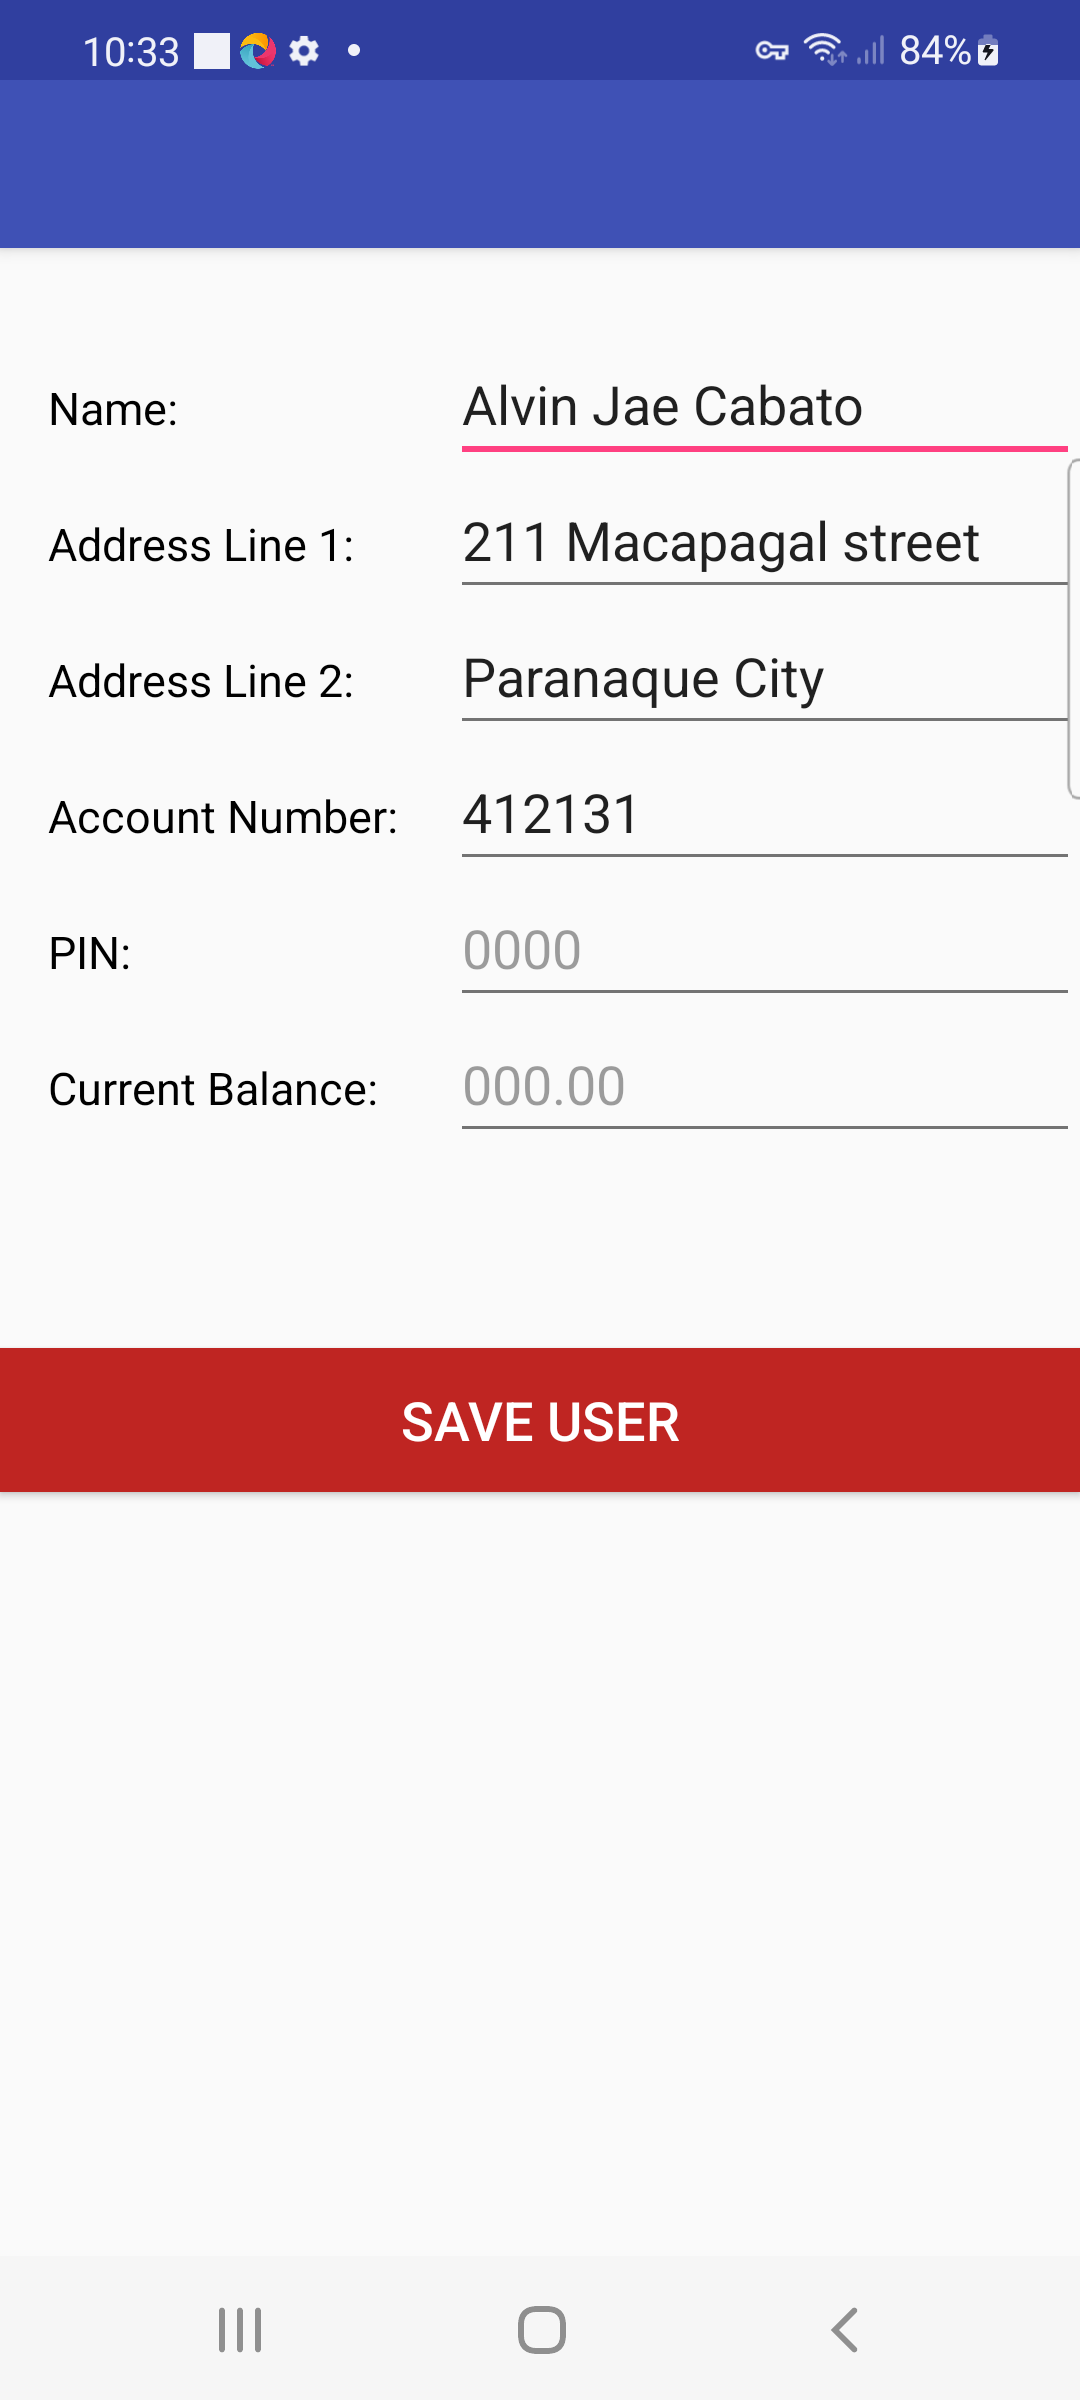 10:33 84%
Name: Alvin Jae Cabato
Address Line 1: 211 Macapagal street
Address Line 2: Paranaque City
Account Number: 412131
PIN: 0000
Current Balance: 000.00
SAVE USER